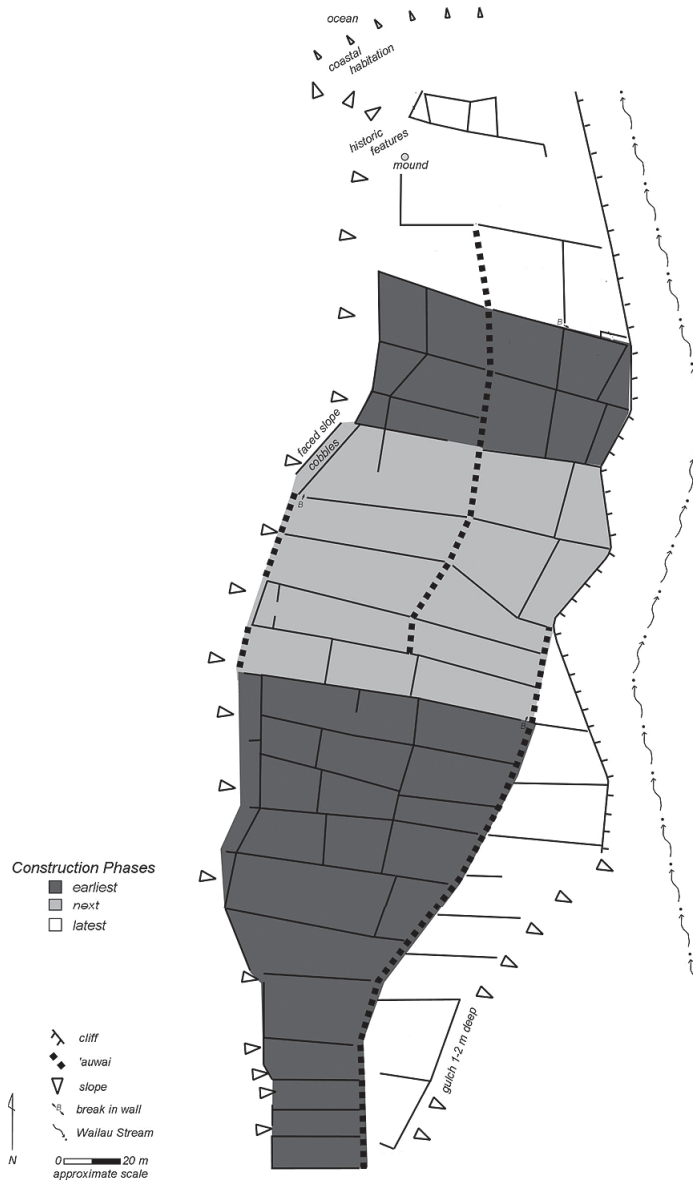 ocean
coastal
habitation
historic
features
mound
B
faced slope
cobbles
B
B
Construction Phases
earliest
next
latest
gulch 1-2 m deep
cliff
'auwai
slope
B break in wall
Wailau Stream
N
0 20 m
approximate scale